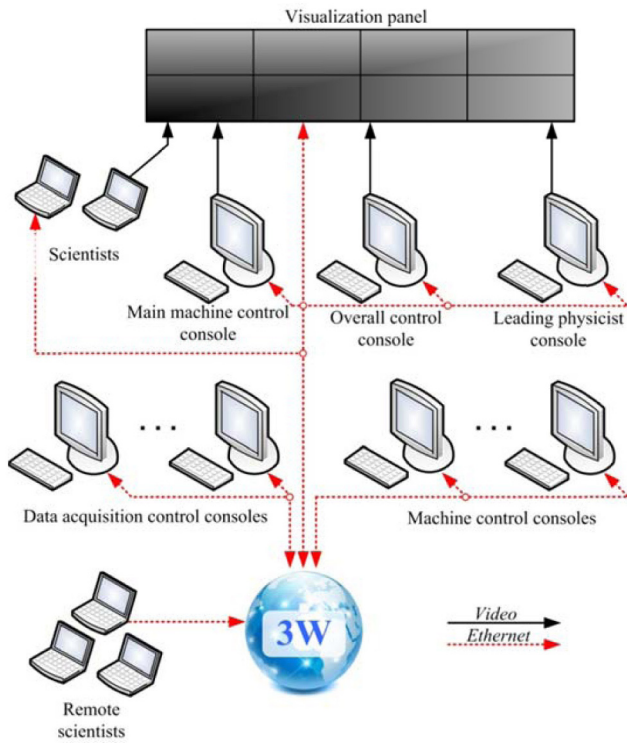 Visualization panel
Scientists
Main machine control
console
Overall control
console
Leading physicist
console
. . .
. . .
Data acquisition control consoles
Machine control consoles
3W
Video
Ethernet
Remote
scientists